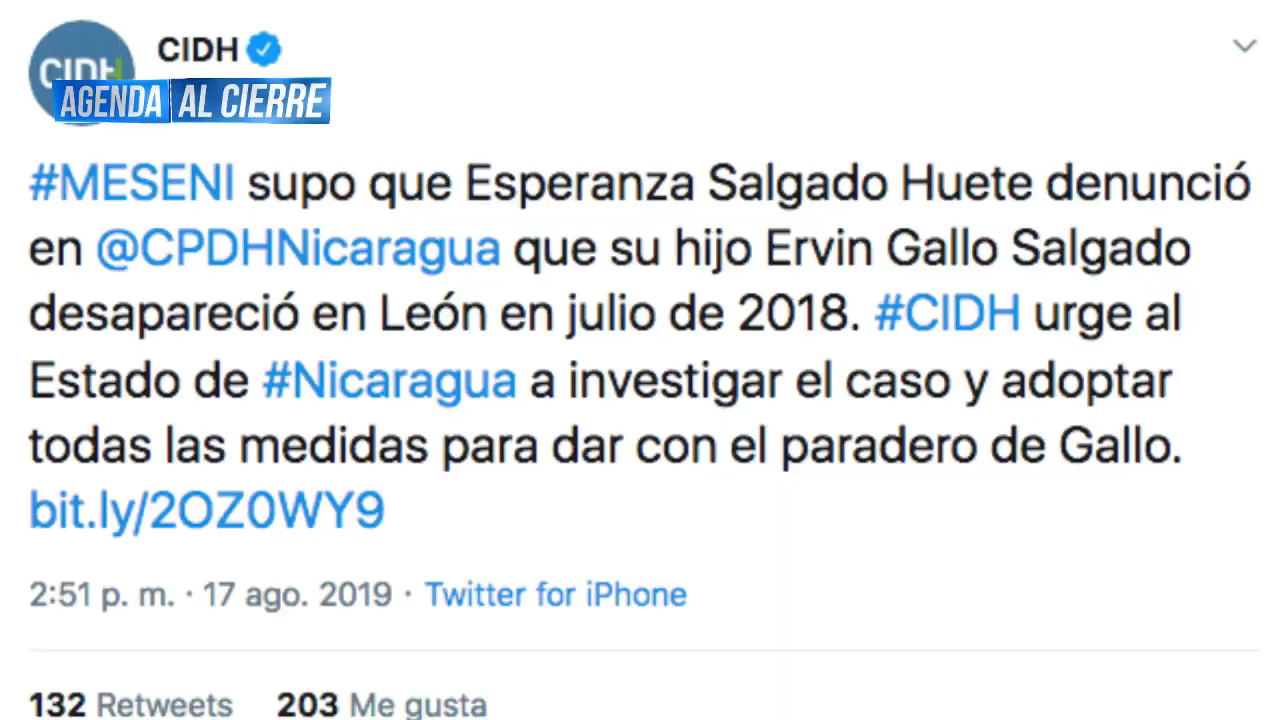 CIDH
CIDH
AGENDA AL CIERRE
#MESENI supo que Esperanza Salgado Huete denunció
en @CPDHNicaragua que su hijo Ervin Gallo Salgado
desapareció en León en julio de 2018. #CIDH urge al
Estado de #Nicaragua a investigar el caso y adoptar
todas las medidas para dar con el paradero de Gallo.
bit.ly/2OZ0WY9
2:51 p. m. · 17 ago. 2019 · Twitter for iPhone
132 Retweets 203 Me gusta